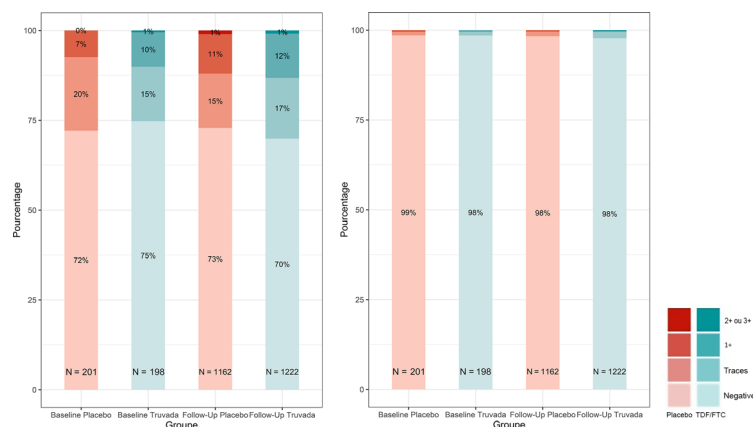 100
75
50
25
0
Pourcentage
0%
7%
20%
72%
N = 201
1%
10%
15%
75%
N = 198
1%
11%
15%
73%
N = 1162
1%
12%
17%
70%
N = 1222
Baseline Placebo
Baseline Truvada
Follow-Up Placebo
Follow-Up Truvada
Groupe
100
75
50
25
0
Pourcentage
99%
N = 201
98%
N = 198
98%
N = 1162
98%
N = 1222
Baseline Placebo
Baseline Truvada
Follow-Up Placebo
Follow-Up Truvada
Groupe
2+ ou 3+
1+
Traces
Negative
Placebo TDF/FTC